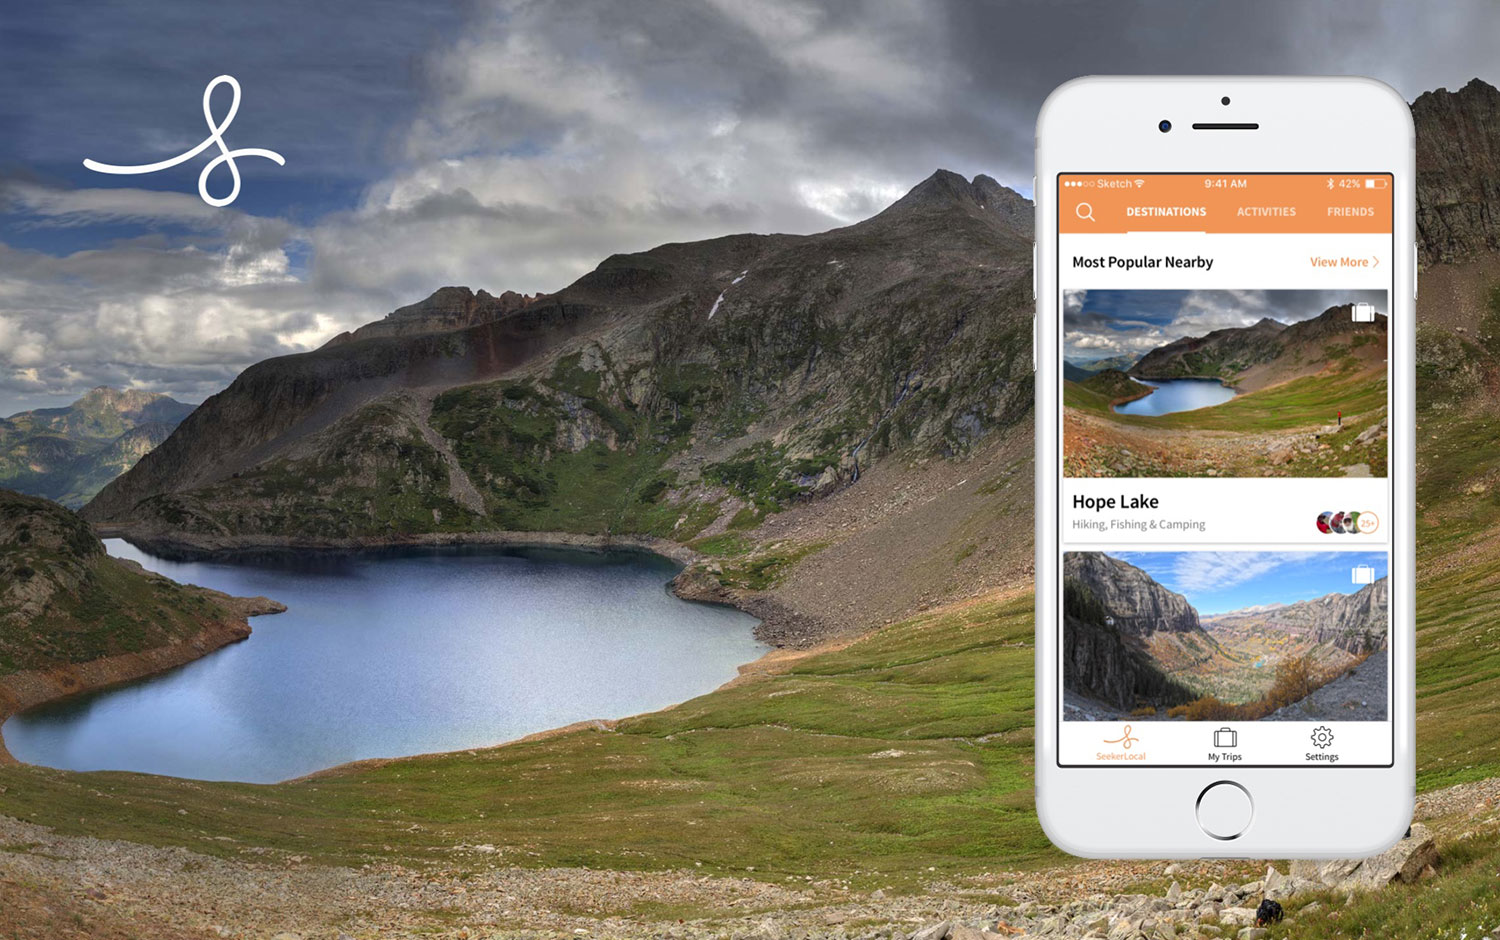 Sketch 9:41 AM 42%
DESTINATIONS ACTIVITIES FRIENDS
Most Popular Nearby View More
Hope Lake
Hiking, Fishing & Camping 25+
SeekerLocal My Trips Settings